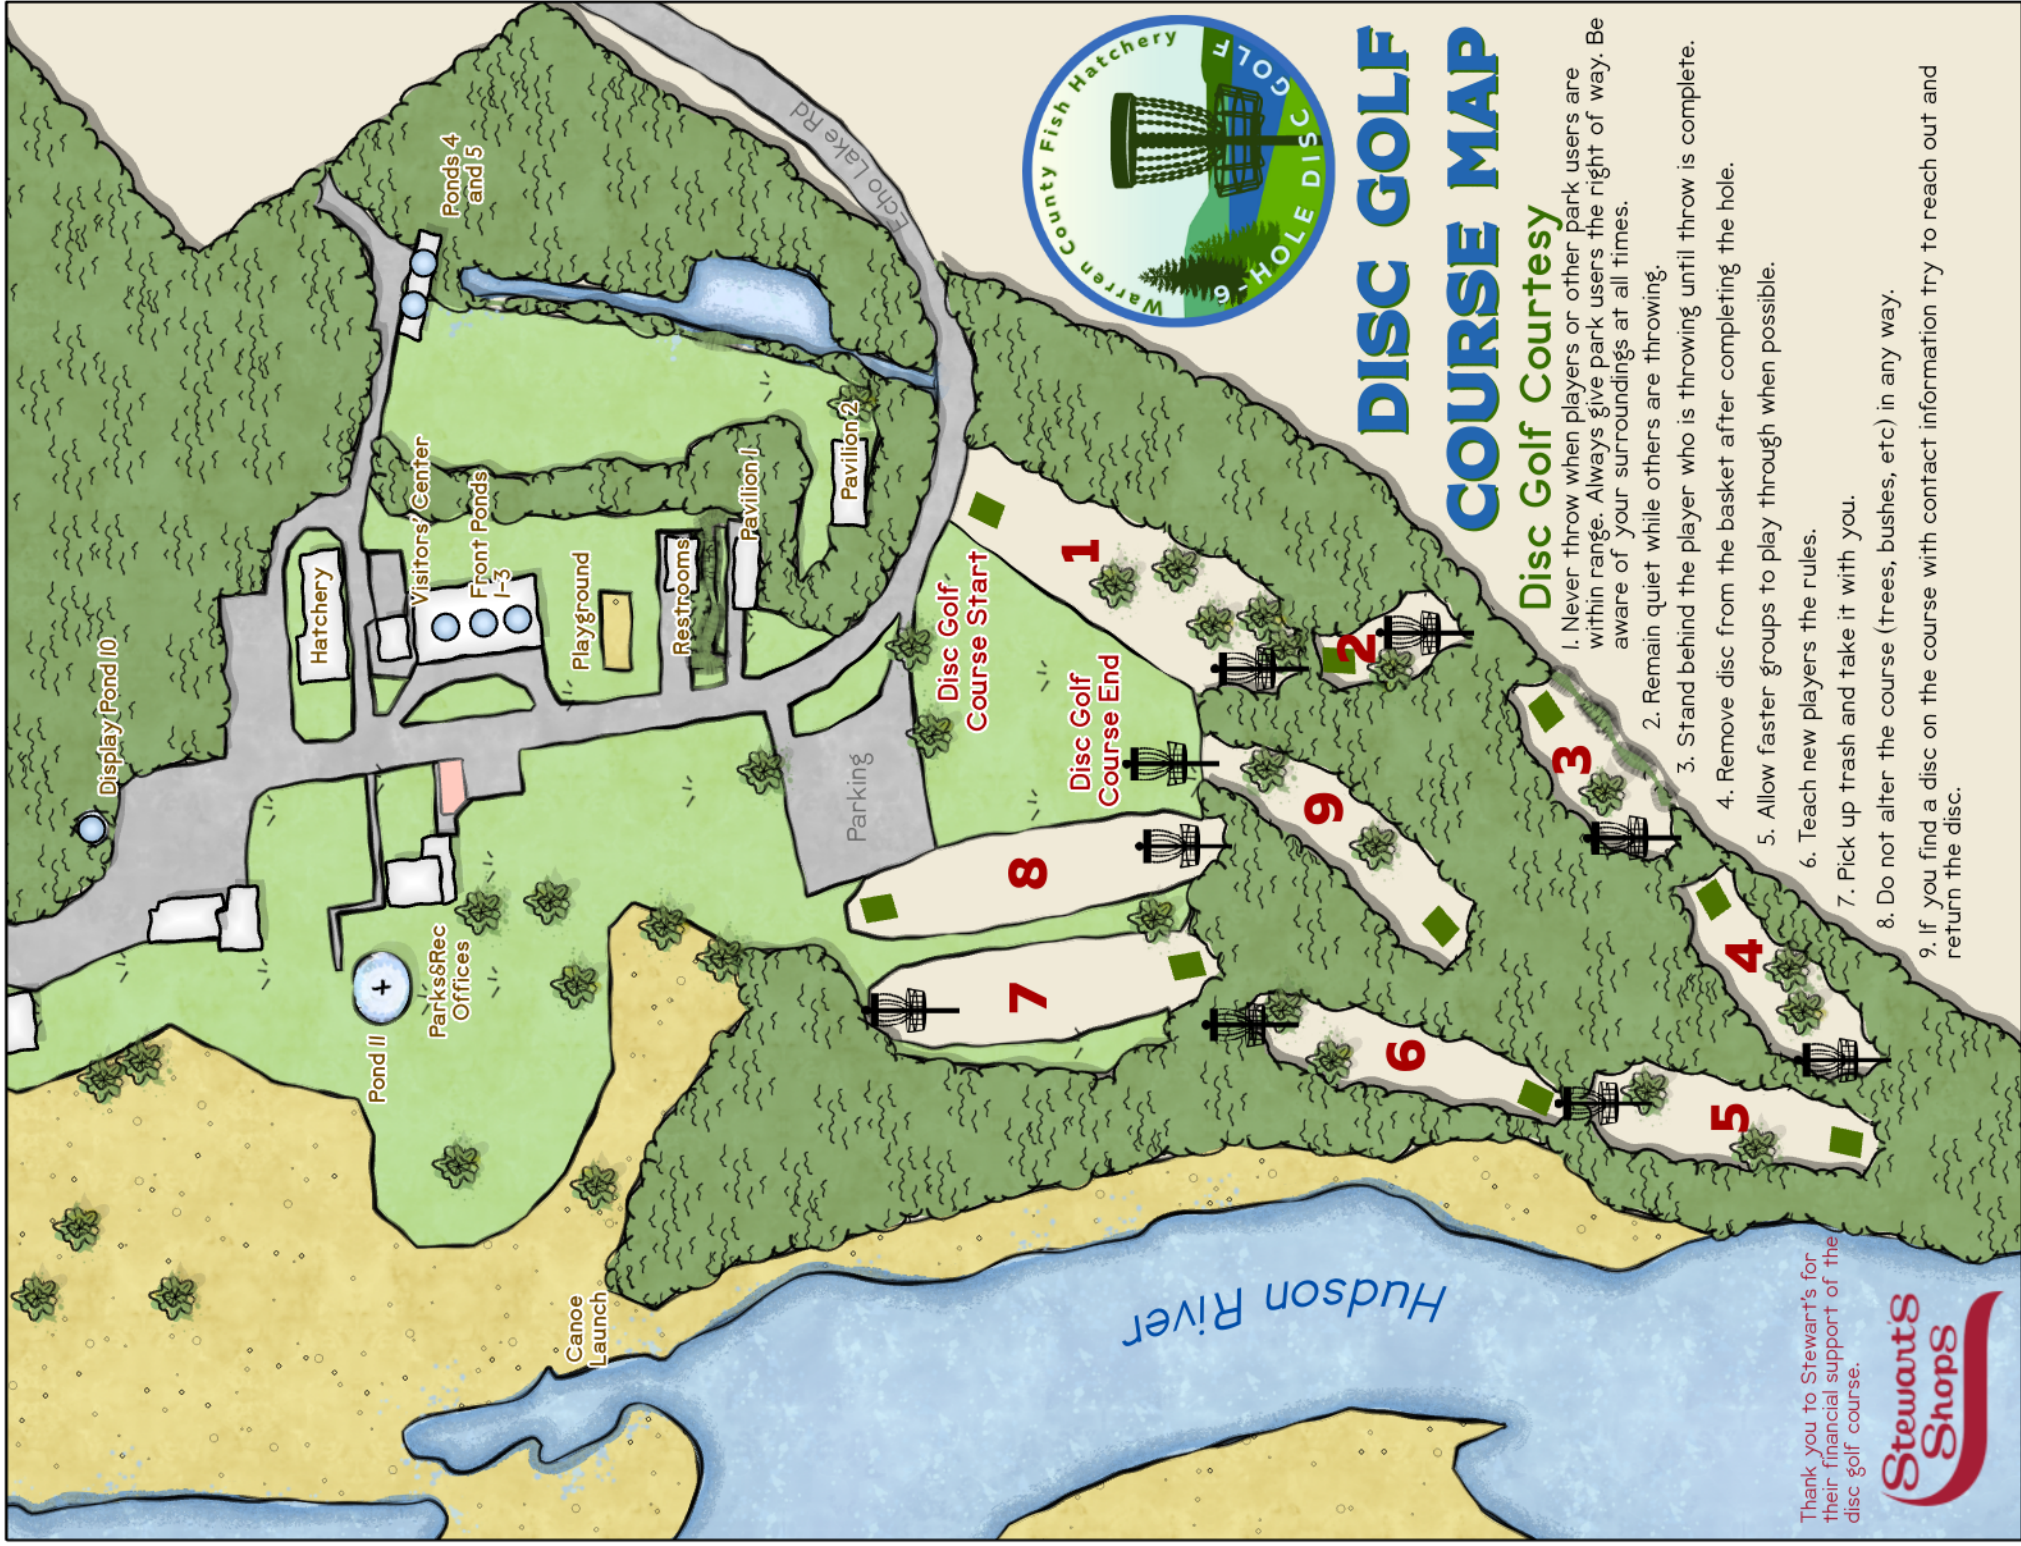 Display Pond 10
Hatchery
Pond 11
Visitors' Center
Ponds 4
and 5
Parks&Rec
Offices
Front Ponds
1-3
Playground
Canoe
Launch
Restrooms
Pavilion 1
Echo Lake Rd
Pavilion 2
Parking
Disc Golf
Course Start
Disc Golf
Course End
7
8
1
Warren County Fish Hatchery
9-HOLE DISC GOLF
Hudson River
9
2
6
3
5
4
DISC GOLF
COURSE MAP
Disc Golf Courtesy
1. Never throw when players or other park users are
within range. Always give park users the right of way. Be
aware of your surroundings at all times.
2. Remain quiet while others are throwing.
3. Stand behind the player who is throwing until throw is complete.
4. Remove disc from the basket after completing the hole.
5. Allow faster groups to play through when possible.
6. Teach new players the rules.
7. Pick up trash and take it with you.
8. Do not alter the course (trees, bushes, etc) in any way.
9. If you find a disc on the course with contact information try to reach out and
return the disc.
Thank you to Stewart's for
their financial support of the
disc golf course.
Stewart's
Shops